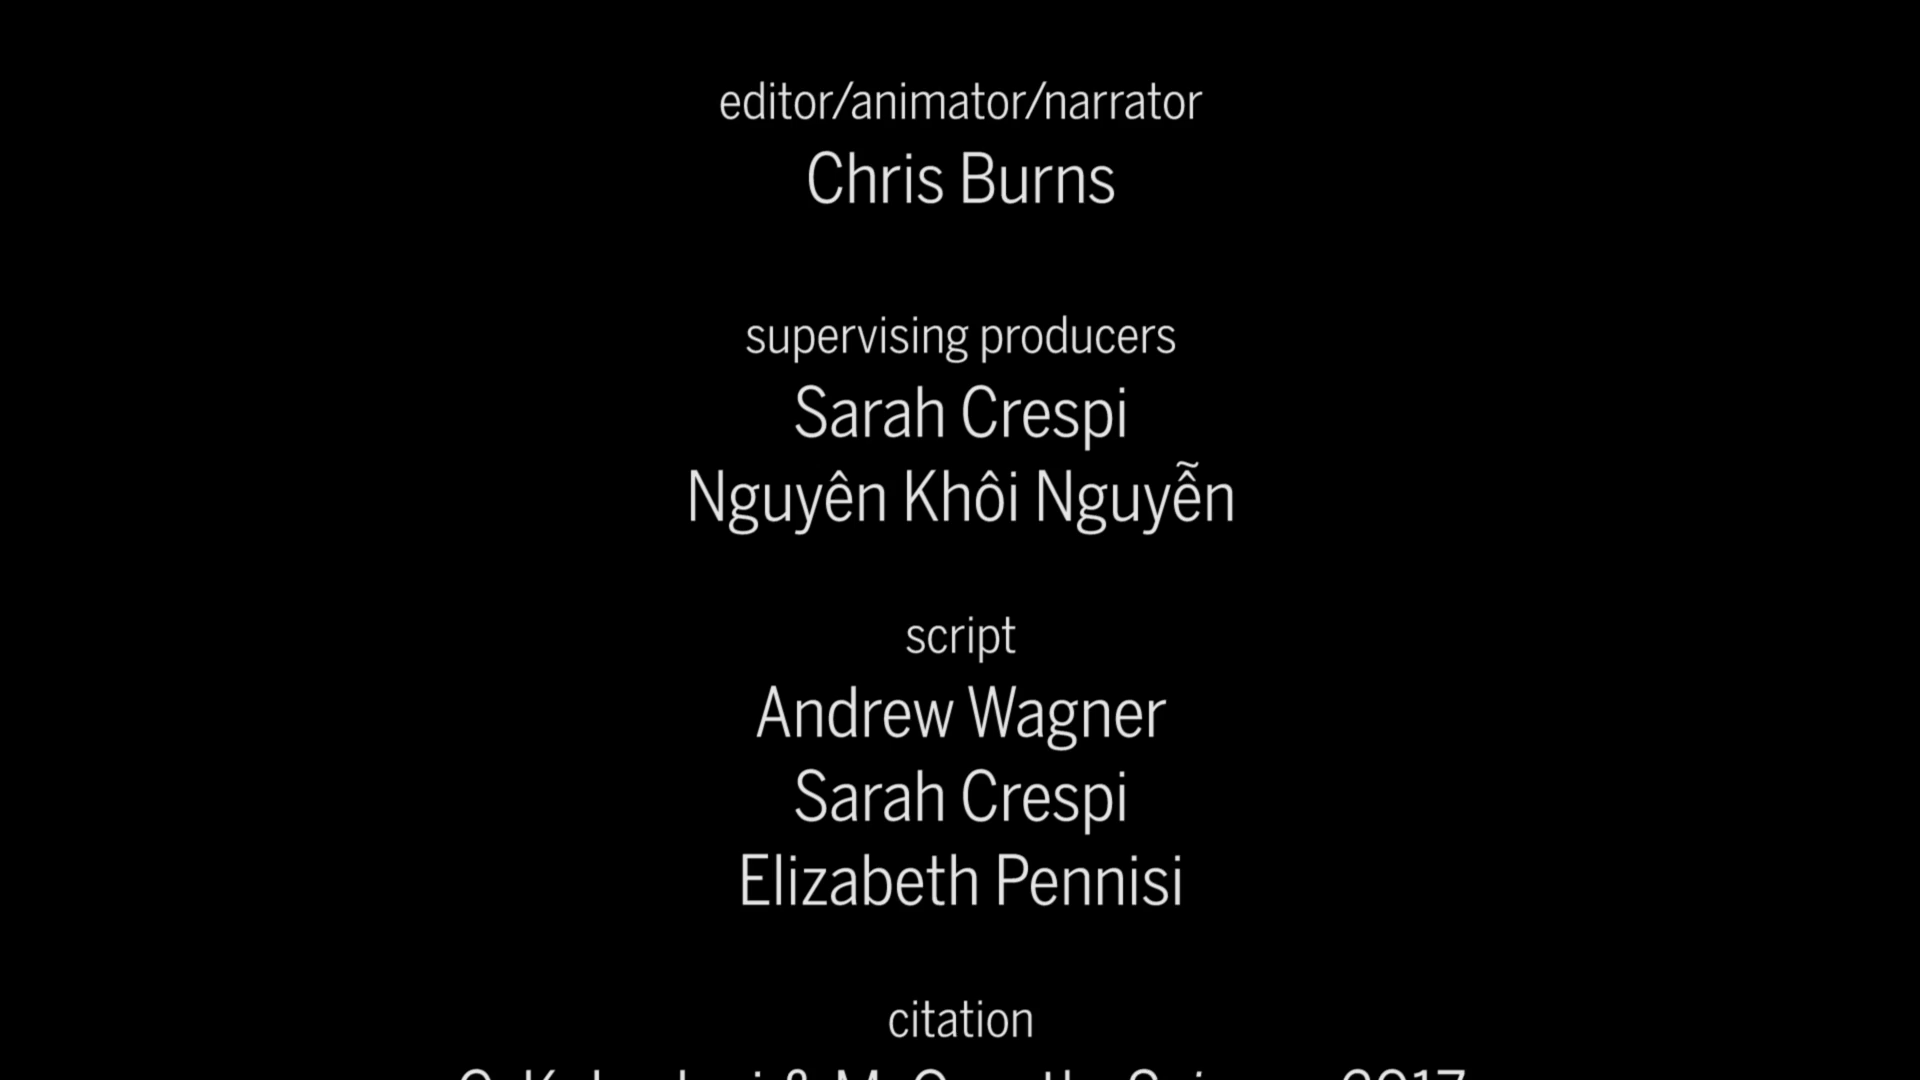 editor/animator/narrator
Chris Burns
supervising producers
Sarah Crespi
Nguyên Khôi Nguyễn
script
Andrew Wagner
Sarah Crespi
Elizabeth Pennisi
citation
& 2017